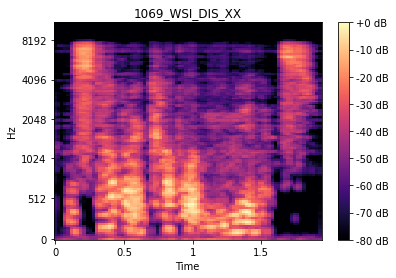 1069_WSI_DIS_XX
8192
4096
2048
1024
512
0
Hz
0
0.5
1
1.5
Time
+0 dB
-10 dB
-20 dB
-30 dB
-40 dB
-50 dB
-60 dB
-70 dB
-80 dB